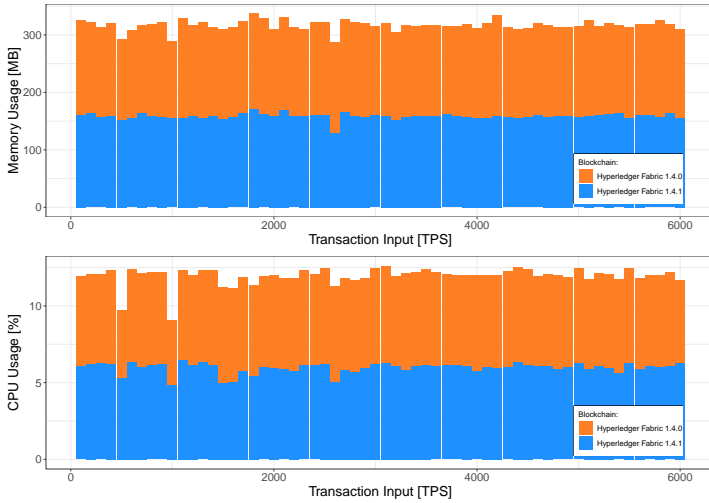 Memory Usage [MB]
300
200
100
0
Blockchain:
Hyperledger Fabric 1.4.0
Hyperledger Fabric 1.4.1
0
2000
4000
6000
Transaction Input [TPS]
CPU Usage [%]
10
5
0
Blockchain:
Hyperledger Fabric 1.4.0
Hyperledger Fabric 1.4.1
0
2000
4000
6000
Transaction Input [TPS]